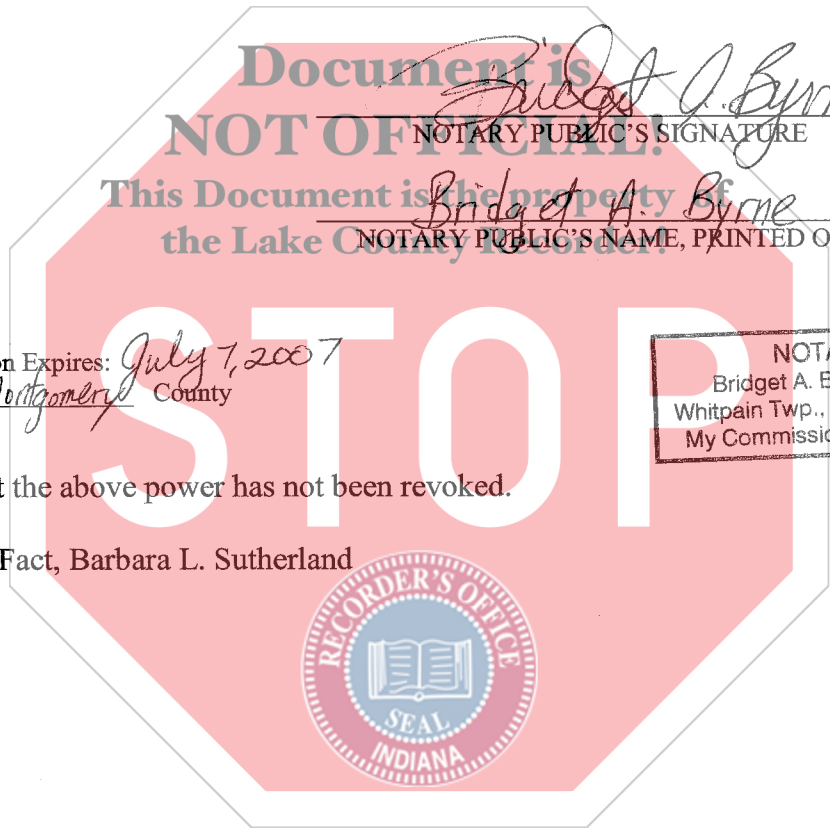 Document is
Bridget A. Byrn
NOT OFFICIAL!
NOTARY PUBLIC'S SIGNATURE
This Document is the property of
Bridget A. Byrne
the Lake County Recorder!
NOTARY PUBLIC'S NAME, PRINTED O
STOP
n Expires: July 7, 2007
ontgomery County
NOTA
Bridget A. B
Whitpain Twp.,
My Commissio
t the above power has not been revoked.
Fact, Barbara L. Sutherland
RECORDER'S OFFICE
SEAL
INDIANA